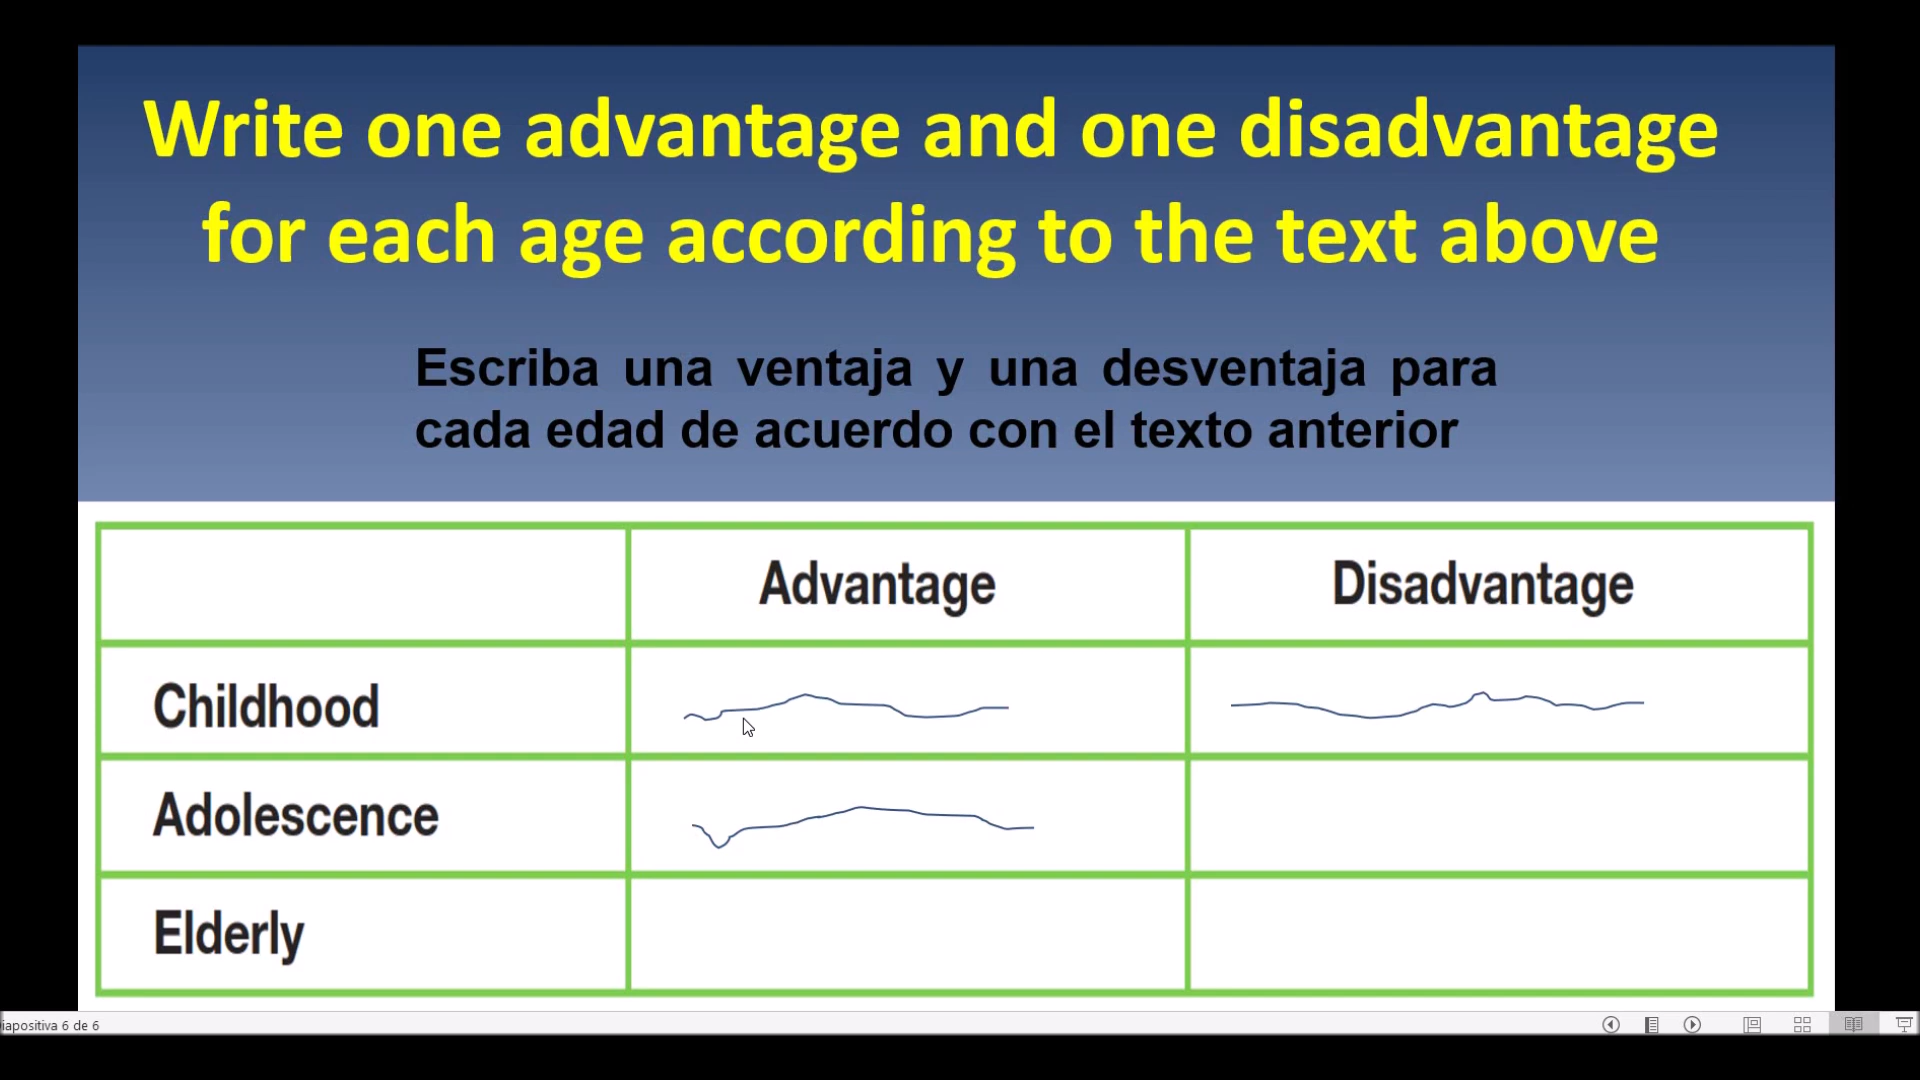 Write one advantage and one disadvantage
for each age according to the text above
Escriba una ventaja y una desventaja para
cada edad de acuerdo con el texto anterior
Advantage Disadvantage
Childhood
Adolescence
Elderly
iapositiva 6 de 6